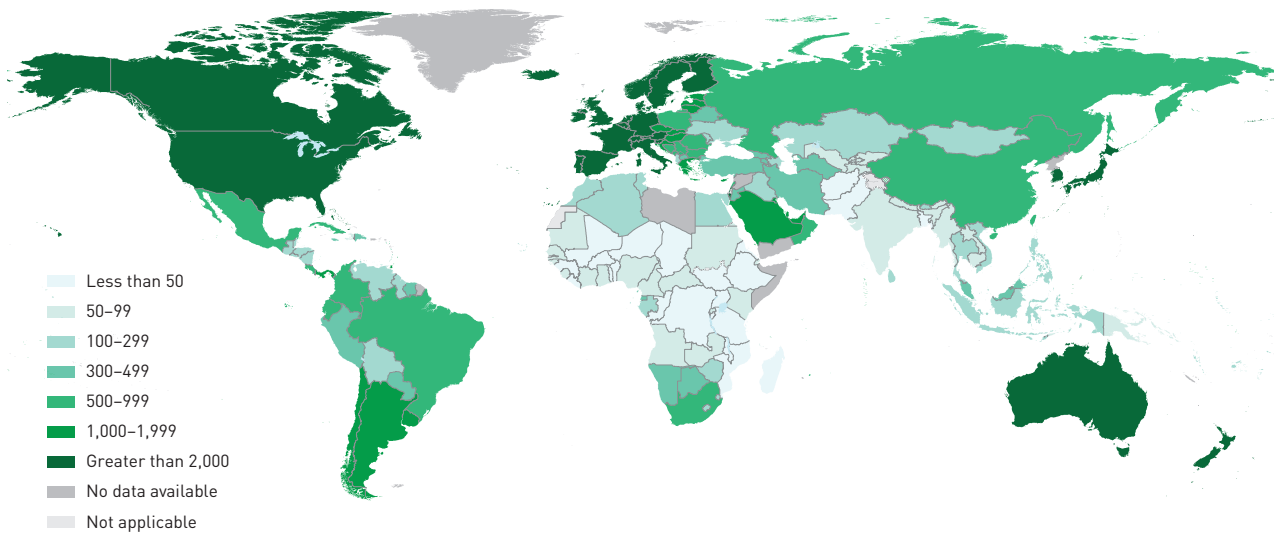 Less than 50
50–99
100–299
300–499
500–999
1,000–1,999
Greater than 2,000
No data available
Not applicable